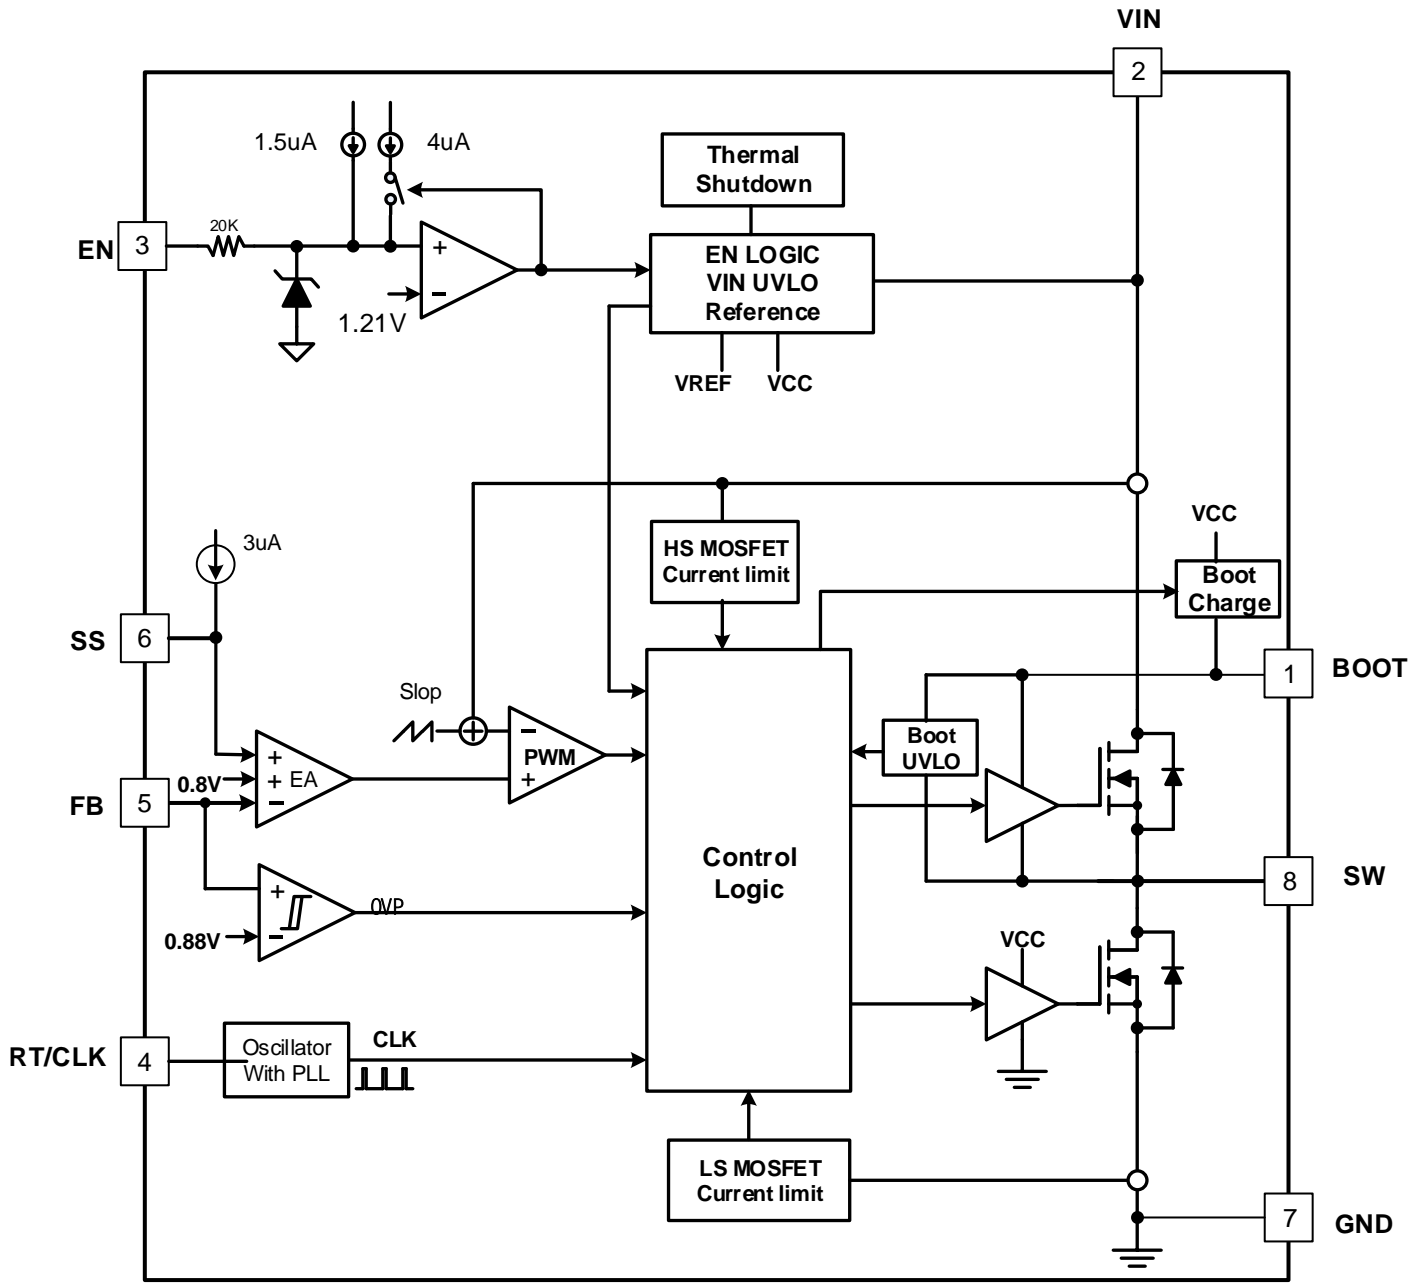 VIN
2
1.5uA
4uA
Thermal
Shutdown
EN
3
20K
+
-
1.21V
EN LOGIC
VIN UVLO
Reference
VREF
VCC
3uA
HS MOSFET
Current limit
VCC
Boot
Charge
SS
6
1
BOOT
Slop
+
-
PWM
+
Boot
UVLO
FB
5
0.8V
+
+ EA
-
Control
Logic
8
SW
+
-
0.88V
OVP
VCC
RT/CLK
4
Oscillator
With PLL
CLK
LS MOSFET
Current limit
7
GND